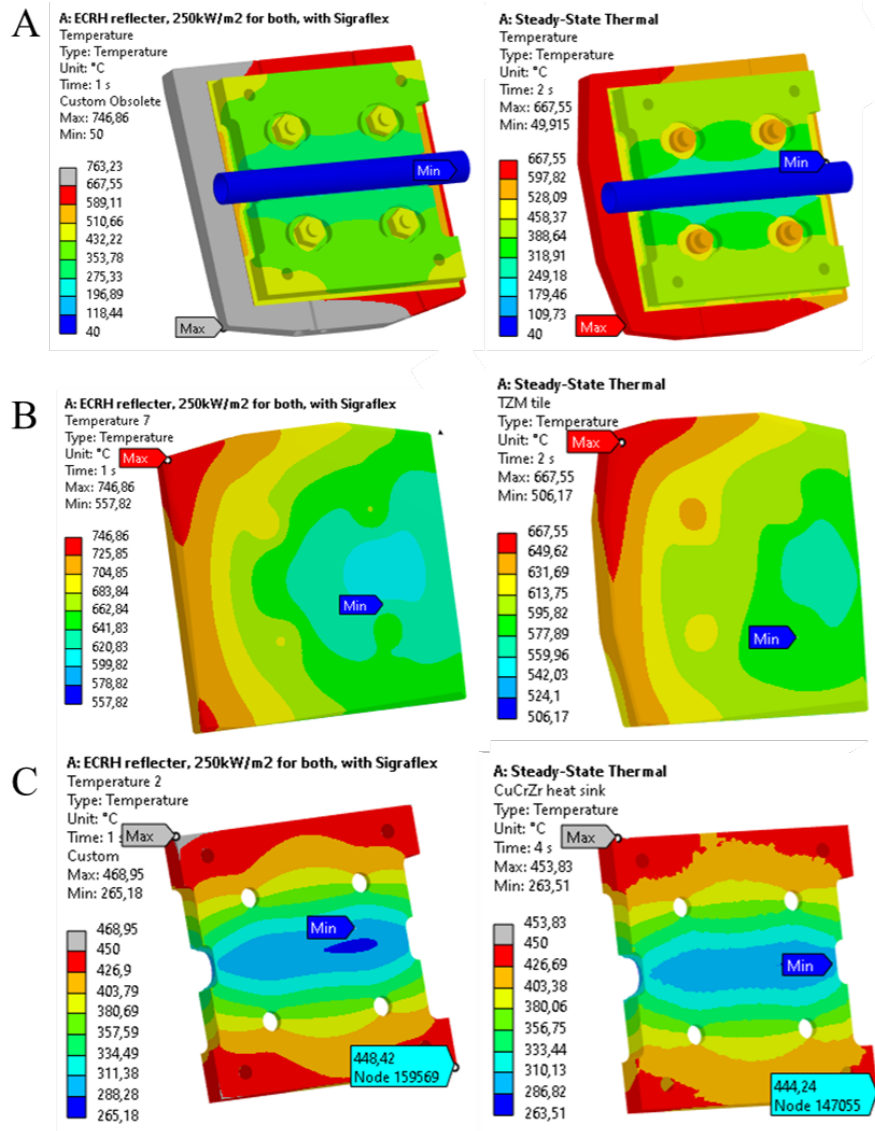 A
A: ECRH reflecter, 250kW/m2 for both, with Sigraflex
Temperature
Type: Temperature
Unit: °C
Time: 1 s
Custom Obsolete
Max: 746,86
Min: 50
763,23
667,55
589,11
510,66
432,22
353,78
275,33
196,89
118,44
40
Min
Max
A: Steady-State Thermal
Temperature
Type: Temperature
Unit: °C
Time: 2 s
Max: 667,55
Min: 49,915
667,55
597,82
528,09
458,37
388,64
318,91
249,18
179,46
109,73
40
Min
Max
B
A: ECRH reflecter, 250kW/m2 for both, with Sigraflex
Temperature 7
Type: Temperature
Unit: °C
Time: 1 s
Max: 746,86
Min: 557,82
746,86
725,85
704,85
683,84
662,84
641,83
620,83
599,82
578,82
557,82
Max
Min
A: Steady-State Thermal
TZM tile
Type: Temperature
Unit: °C
Time: 2 s
Max: 667,55
Min: 506,17
667,55
649,62
631,69
613,75
595,82
577,89
559,96
542,03
524,1
506,17
Max
Min
C
A: ECRH reflecter, 250kW/m2 for both, with Sigraflex
Temperature 2
Type: Temperature
Unit: °C
Time: 1 s
Custom
Max: 468,95
Min: 265,18
468,95
450
426,9
403,79
380,69
357,59
334,49
311,38
288,28
265,18
Max
Min
448,42
Node 159569
A: Steady-State Thermal
CuCrZr heat sink
Type: Temperature
Unit: °C
Time: 4 s
Max: 453,83
Min: 263,51
453,83
450
426,69
403,38
380,06
356,75
333,44
310,13
286,82
263,51
Max
Min
444,24
Node 147055